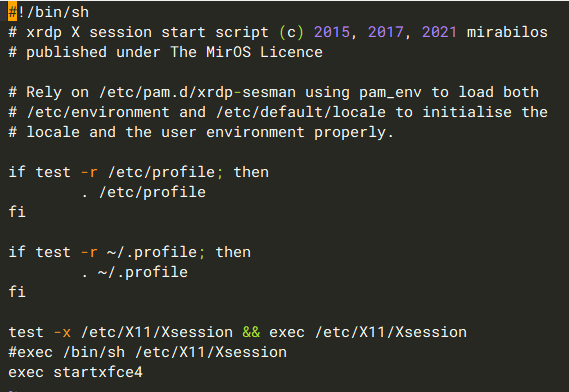 #!/bin/sh
# xrdp X session start script (c) 2015, 2017, 2021 mirabilos
# published under The MirOS Licence

# Rely on /etc/pam.d/xrdp-sesman using pam_env to load both
# /etc/environment and /etc/default/locale to initialise the
# locale and the user environment properly.

if test -r /etc/profile; then
        . /etc/profile
fi

if test -r ~/.profile; then
        . ~/.profile
fi

test -x /etc/X11/Xsession && exec /etc/X11/Xsession
#exec /bin/sh /etc/X11/Xsession
exec startxfce4